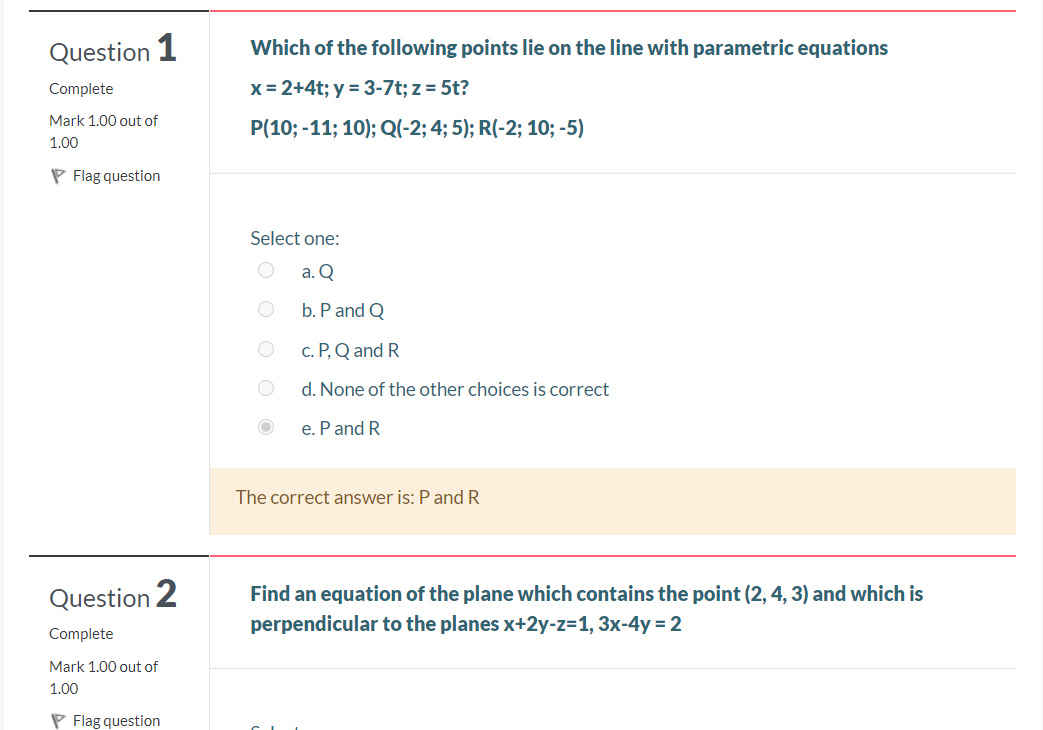 Question 1
Complete
Mark 1.00 out of
1.00
Flag question
Which of the following points lie on the line with parametric equations
x = 2+4t; y = 3-7t; z = 5t?
P(10; -11; 10); Q(-2; 4; 5); R(-2; 10; -5)
Select one:
a. Q
b. P and Q
c. P, Q and R
d. None of the other choices is correct
e. P and R
The correct answer is: P and R
Question 2
Complete
Mark 1.00 out of
1.00
Flag question
Find an equation of the plane which contains the point (2, 4, 3) and which is
perpendicular to the planes x+2y-z=1, 3x-4y = 2